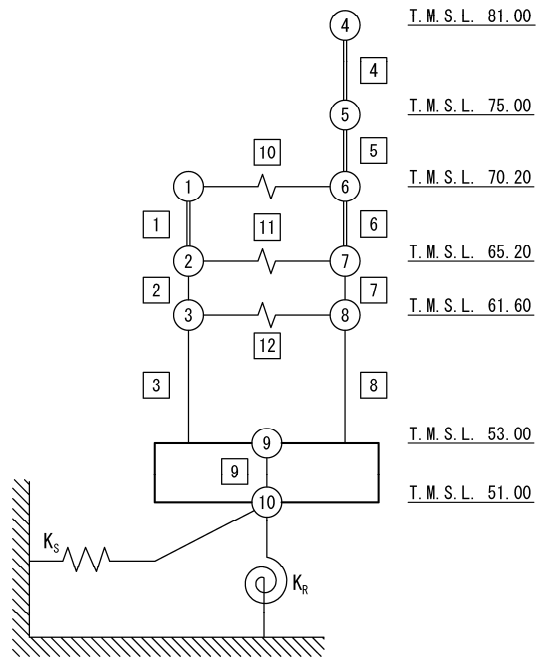 4 T.M.S.L. 81.00
4
5 T.M.S.L. 75.00
10 5
1 6 T.M.S.L. 70.20
1 11 6
2 7 T.M.S.L. 65.20
2 7
3 8 T.M.S.L. 61.60
12
3 8
9 T.M.S.L. 53.00
9
10 T.M.S.L. 51.00
KS
KR